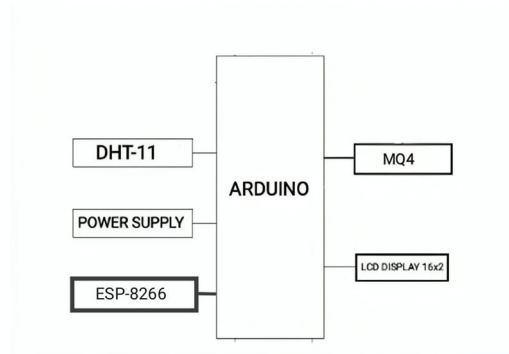 DHT-11
POWER SUPPLY
ESP-8266
ARDUINO
MQ4
LCD DISPLAY 16x2